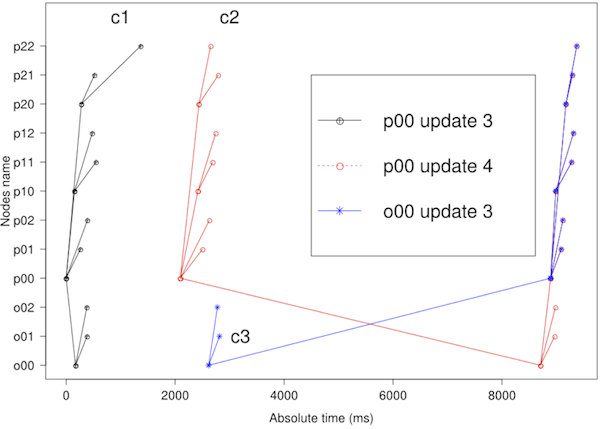 c1 c2
p22
p21
p20
p12
p11
p10
p02
p01
p00
o02
o01
o00
Nodes name
p00 update 3
p00 update 4
o00 update 3
c3
0 2000 4000 6000 8000
Absolute time (ms)